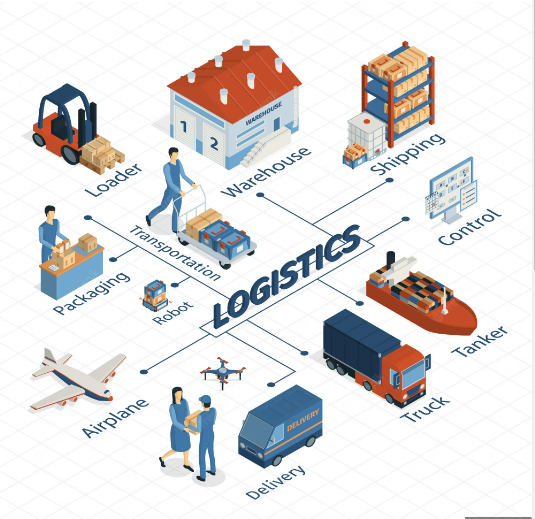 WAREHOUSE
1
2
Loader
Warehouse
Shipping
Control
Transportation
Packaging
Robot
LOGISTICS
Tanker
Airplane
Truck
DELIVERY
Delivery